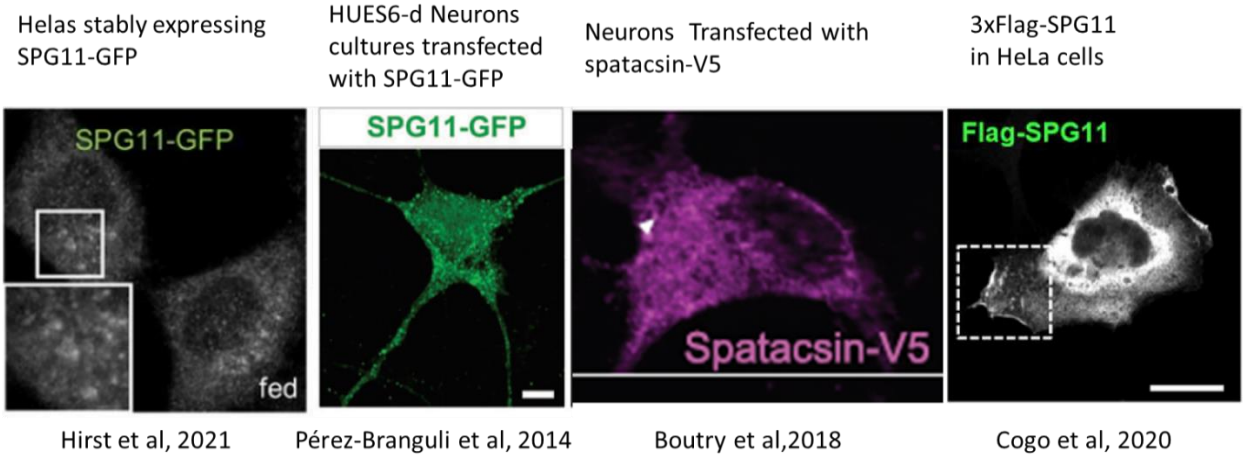 Helas stably expressing
SPG11-GFP
HUES6-d Neurons
cultures transfected
with SPG11-GFP
Neurons Transfected with
spatacsin-V5
3xFlag-SPG11
in HeLa cells
SPG11-GFP
fed
SPG11-GFP
Spatacsin-V5
Flag-SPG11
Hirst et al, 2021
Pérez-Branguli et al, 2014
Boutry et al,2018
Cogo et al, 2020